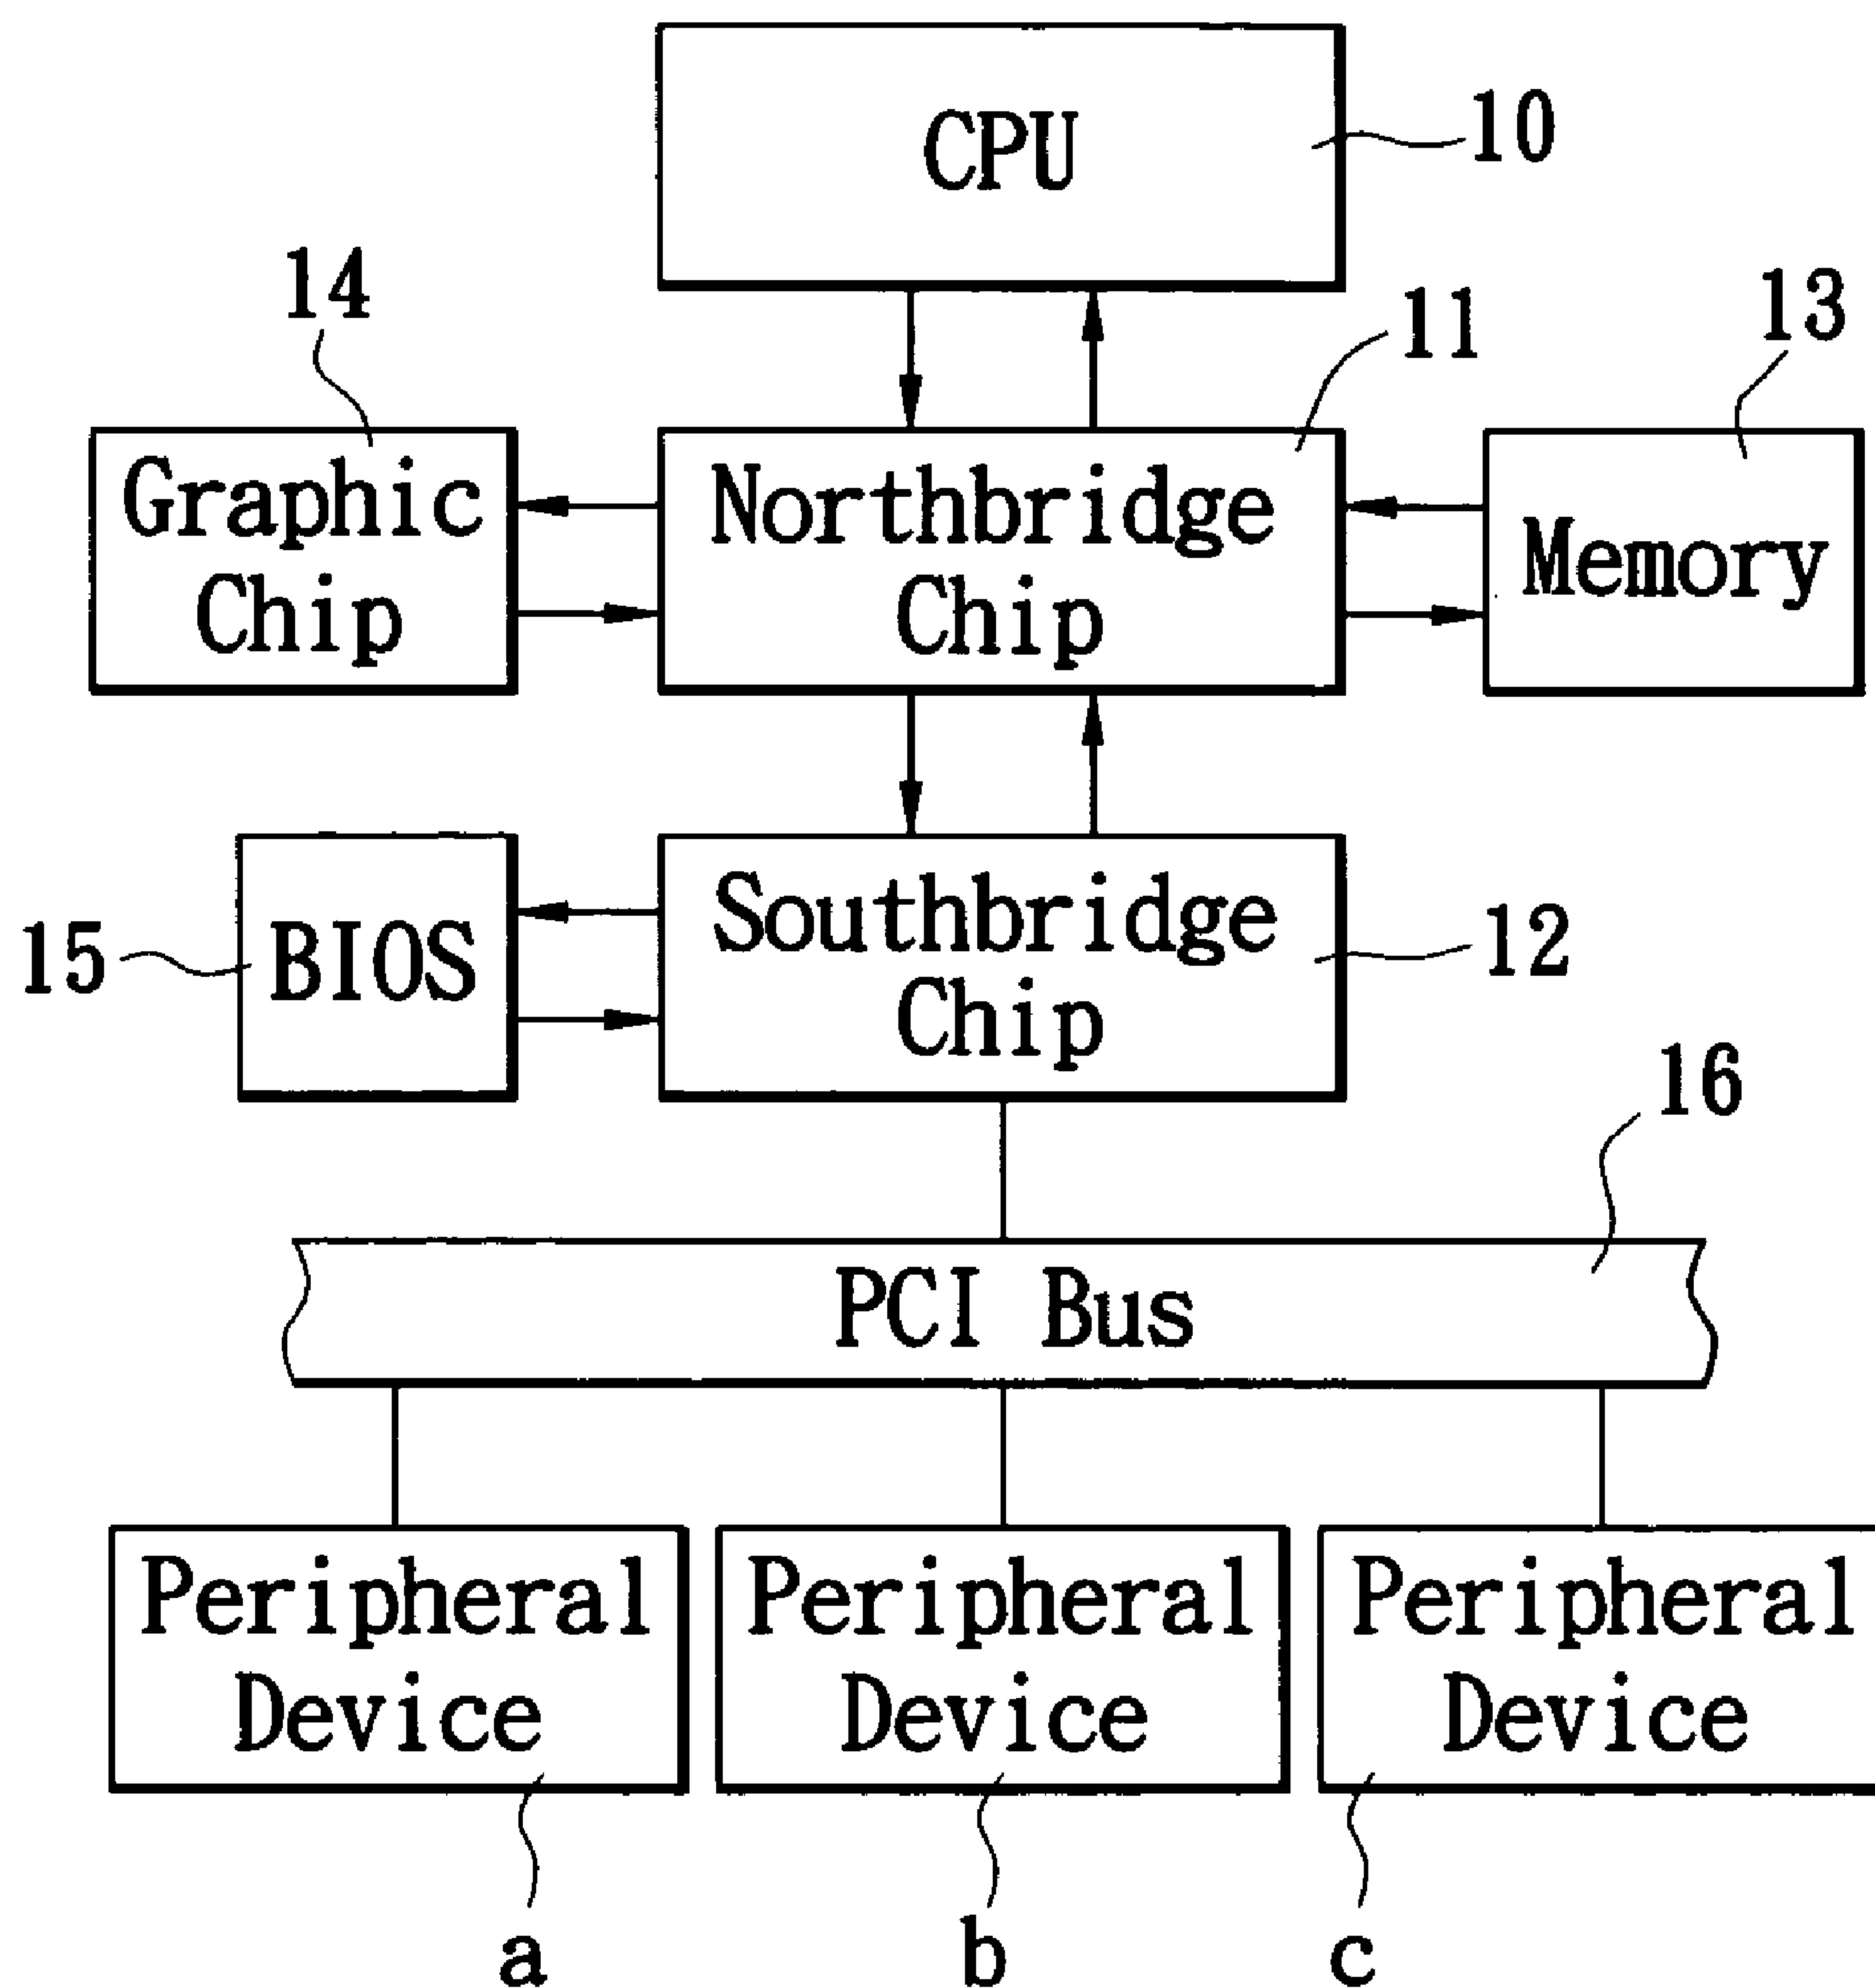 CPU
10
14
11
13
Graphic
Chip
Northbridge
Chip
Memory
15
BIOS
Southbridge
Chip
12
16
PCI Bus
Peripheral
Device
Peripheral
Device
Peripheral
Device
a
b
c